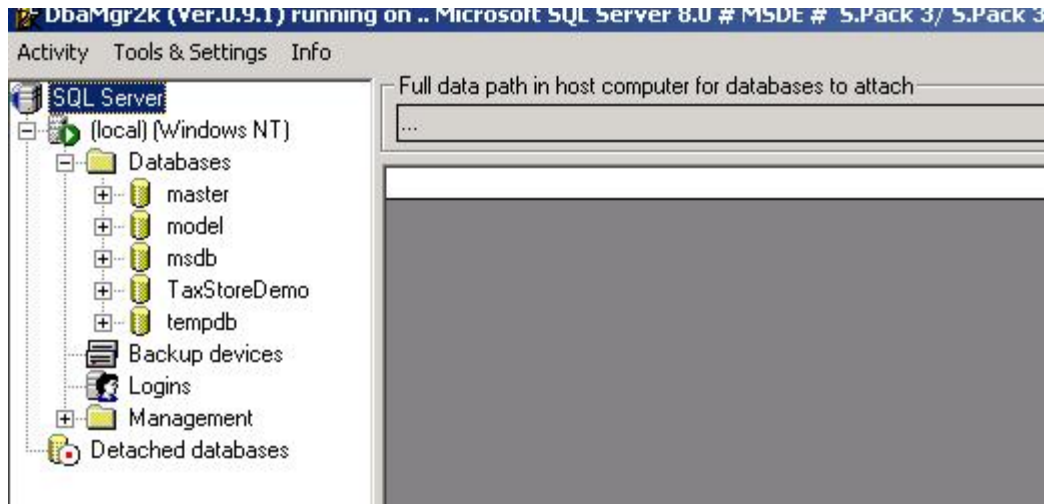 DbaMgr2k (Ver.0.9.1) running on .. Microsoft SQL Server 8.0 # MSDE # S.Pack 3/ S.Pack 3
Activity Tools & Settings Info
SQL Server
(local) (Windows NT)
Databases
master
model
msdb
TaxStoreDemo
tempdb
Backup devices
Logins
Management
Detached databases
Full data path in host computer for databases to attach
...